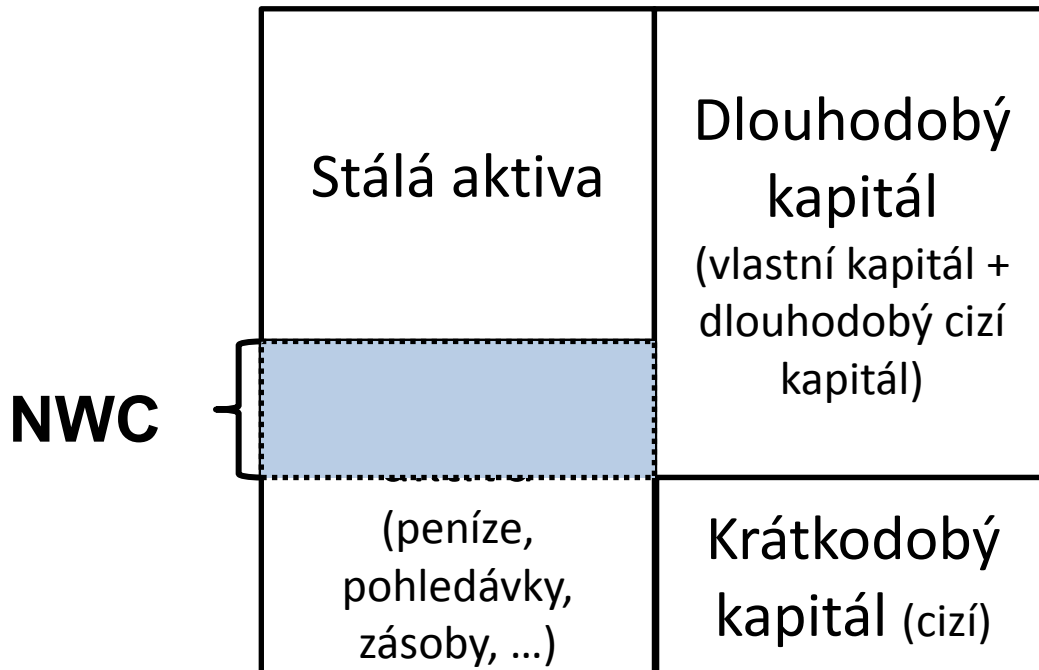 Stálá aktiva
Dlouhodobý
kapitál
(vlastní kapitál +
dlouhodobý cizí
kapitál)
NWC
(peníze,
pohledávky,
zásoby, ...)
Krátkodobý
kapitál (cizí)